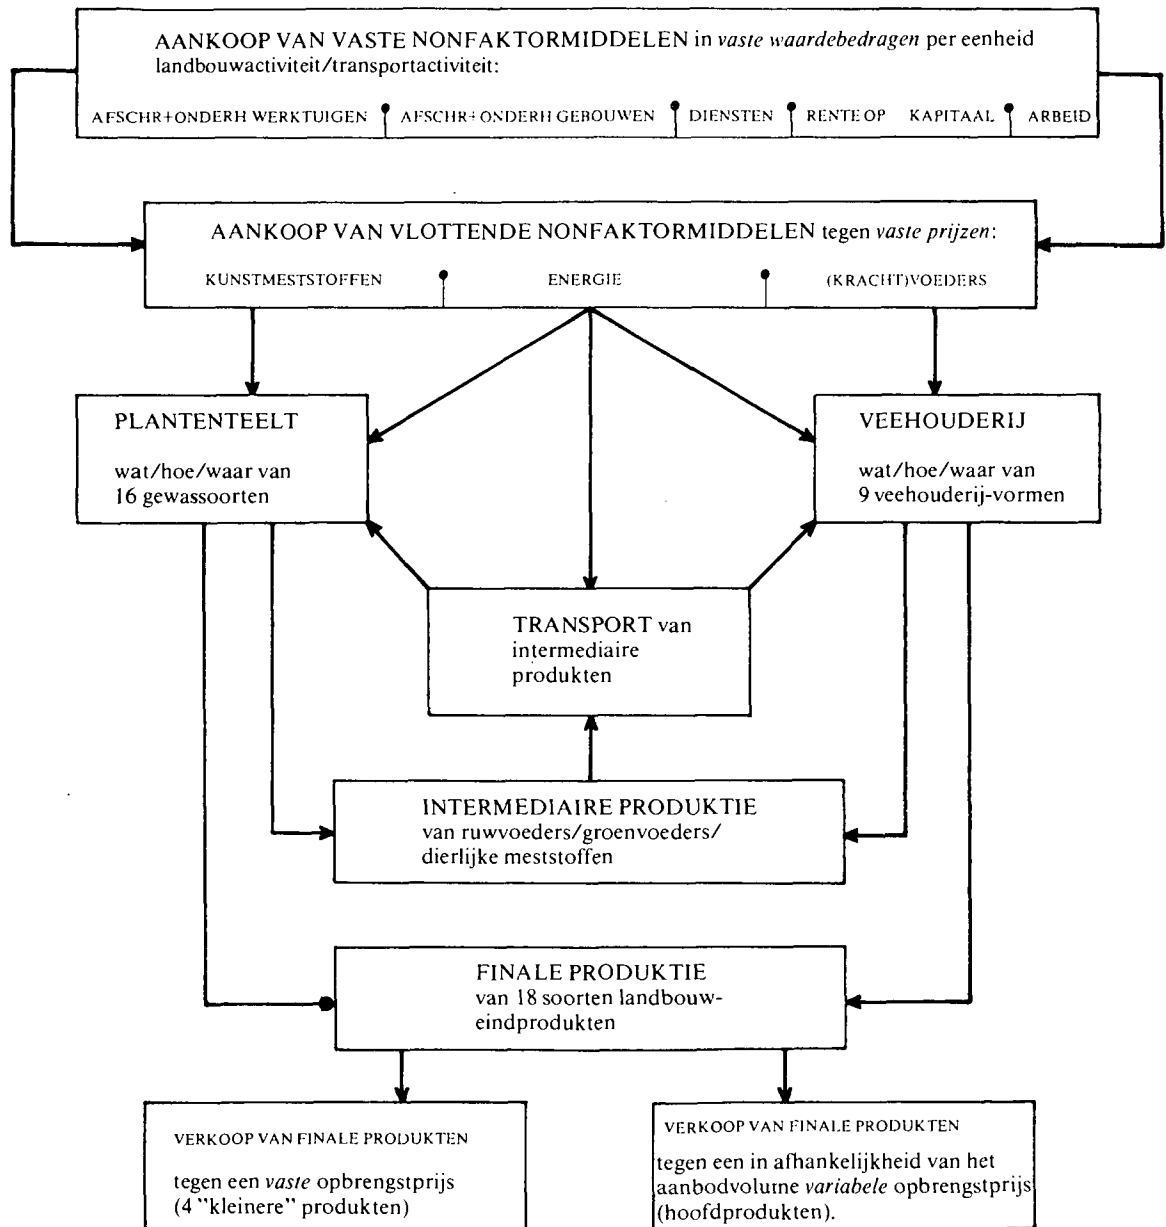 AANKOOP VAN VASTE NONFAKTORMIDDELEN in vaste waardebedragen per eenheid
landbouwactiviteit/transportactiviteit:
AFSCHR+ONDERH WERKTUIGEN AFSCHR+ONDERH GEBOUWEN DIENSTEN RENTE OP KAPITAAL ARBEID
AANKOOP VAN VLOTTENDE NONFAKTORMIDDELEN tegen vaste prijzen:
KUNSTMESTSTOFFEN ENERGIE (KRACHT)VOEDERS
PLANTENTEELT
wat/hoe/waar van
16 gewassoorten
VEEHOUDERIJ
wat/hoe/waar van
9 veehouderij-vormen
TRANSPORT van
intermediaire
produkten
INTERMEDIAIRE PRODUKTIE
van ruwvoeders/groenvoeders/
dierlijke meststoffen
FINALE PRODUKTIE
van 18 soorten landbouw-
eindprodukten
VERKOOP VAN FINALE PRODUKTEN
tegen een vaste opbrengstprijs
(4 "kleinere" produkten)
VERKOOP VAN FINALE PRODUKTEN
tegen een in afhankelijkheid van het
aanbodvolume variabele opbrengstprijs
(hoofdprodukten).